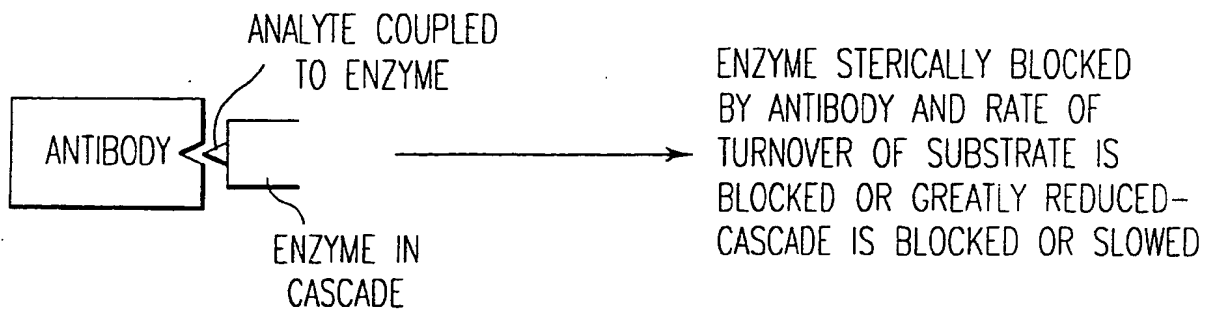 ANALYTE COUPLED
TO ENZYME
ANTIBODY
ENZYME IN
CASCADE
ENZYME STERICALLY BLOCKED
BY ANTIBODY AND RATE OF
TURNOVER OF SUBSTRATE IS
BLOCKED OR GREATLY REDUCED-
CASCADE IS BLOCKED OR SLOWED